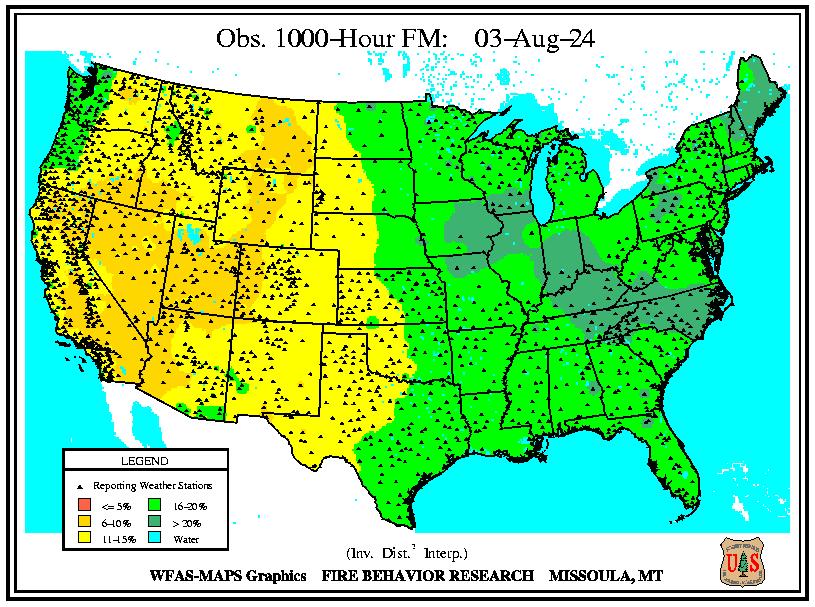 Obs. 1000-Hour FM: 03-Aug-24
LEGEND
Reporting Weather Stations
<= 5%
16-20%
6-10%
> 20%
11-15%
Water
(Inv. Dist.² Interp.)
WFAS-MAPS Graphics FIRE BEHAVIOR RESEARCH MISSOULA, MT
U S